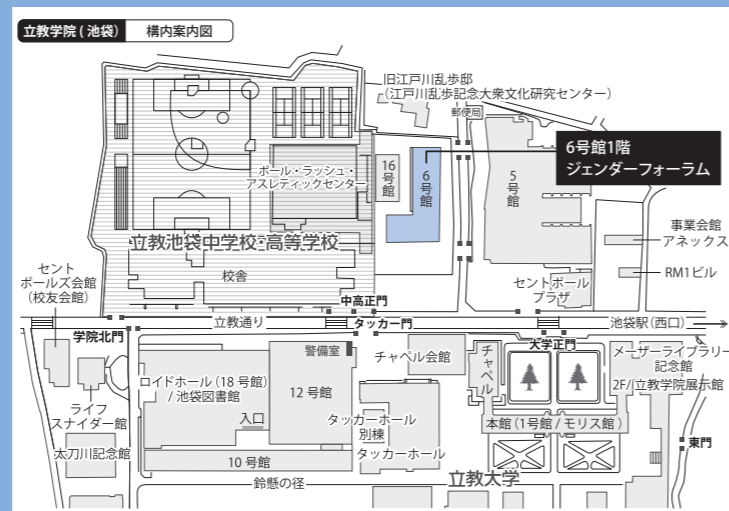 立教学院(池袋) 構内案内図
旧江戸川乱歩邸
(江戸川乱歩記念大衆文化研究センター)
郵便局
6号館1階
ジェンダーフォーラム
ポール・ラッシュ・
アスレティックセンター
16号館
6号館
5号館
立教池袋中学校・高等学校
校舎
事業会館
アネックス
RM1ビル
セントポール
プラザ
セント
ポールズ会館
(校友会館)
中高正門
学院北門
立教通り
タッカー門
大学正門
池袋駅(西口)
警備室
チャペル会館
チャペル
メーザーライブラリー
記念館
2F/立教学院展示館
ロイドホール(18号館)
/池袋図書館
12号館
ライフ
スナイダー館
入口
タッカーホール
別棟
タッカーホール
本館(1号館/モリス館)
東門
太刀川記念館
10号館
鈴懸の径
立教大学